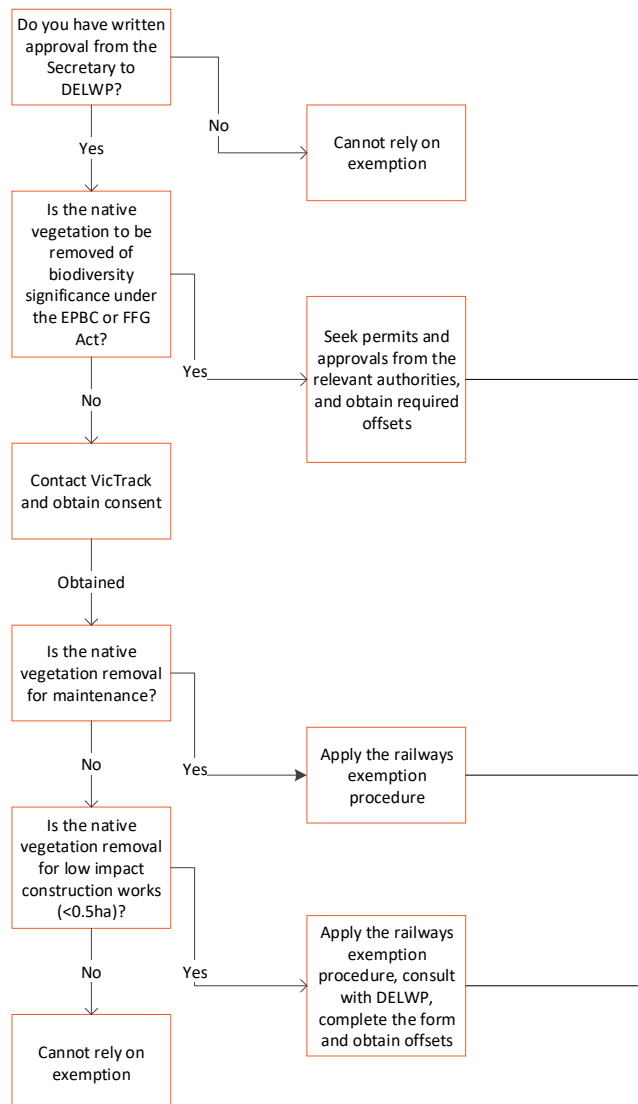 Do you have written
approval from the
Secretary to
DELWP?
No
Cannot rely on
exemption
Yes
Is the native
vegetation to be
removed of
biodiversity
significance under
the EPBC or FFG
Act?
Yes
Seek permits and
approvals from the
relevant authorities,
and obtain required
offsets
No
Contact VicTrack
and obtain consent
Obtained
Is the native
vegetation removal
for maintenance?
Yes
Apply the railways
exemption
procedure
No
Is the native
vegetation removal
for low impact
construction works
(<0.5ha)?
Yes
Apply the railways
exemption
procedure, consult
with DELWP,
complete the form
and obtain offsets
No
Cannot rely on
exemption